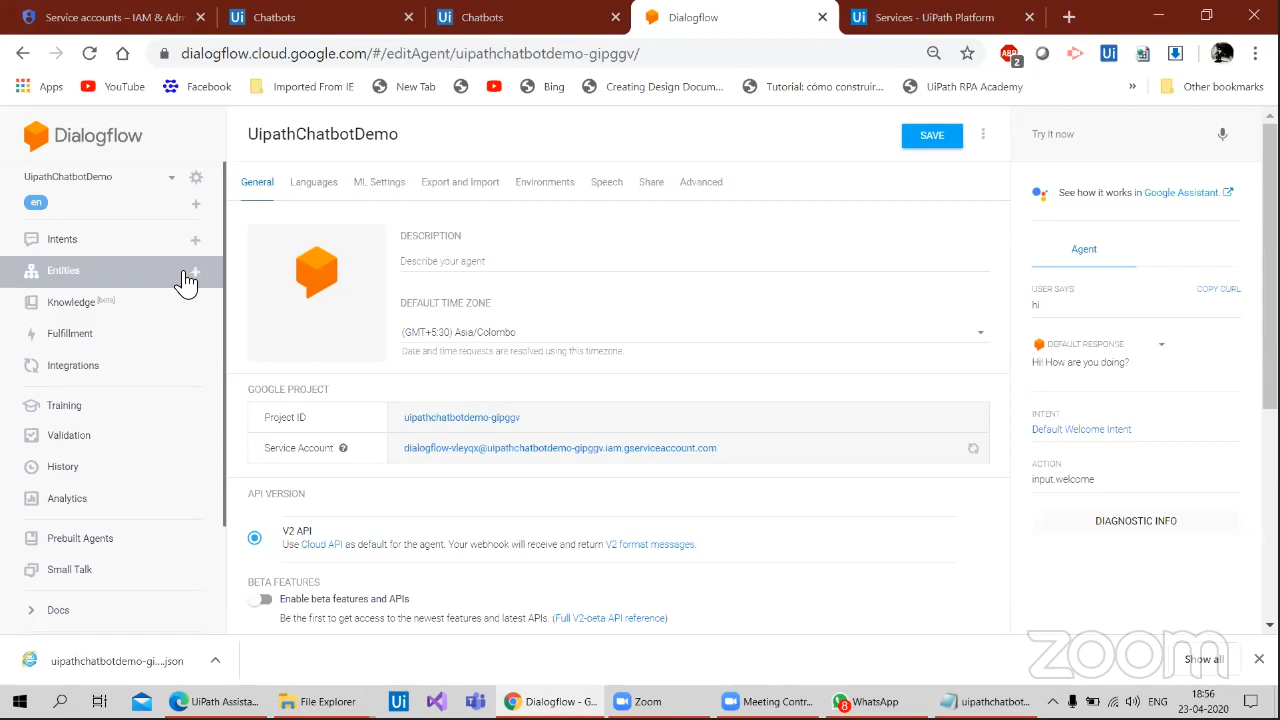 Service accounts – IAM & Adm
Chatbots
Chatbots
Dialogflow
Services - UiPath Platform
dialogflow.cloud.google.com/#/editAgent/uipathchatbotdemo-gipggv/
2
Apps
YouTube
Facebook
Imported From IE
New Tab
Bing
Creating Design Docum...
Tutorial: cómo construir...
UiPath RPA Academy
»
Other bookmarks
Dialogflow
UipathChatbotDemo
en
Intents
Entities
Knowledge [beta]
Fulfillment
Integrations
Training
Validation
History
Analytics
Prebuilt Agents
Small Talk
Docs
UipathChatbotDemo
SAVE
General
Languages
ML Settings
Export and Import
Environments
Speech
Share
Advanced
DESCRIPTION
Describe your agent
DEFAULT TIME ZONE
(GMT+5:30) Asia/Colombo
Date and time requests are resolved using this timezone.
GOOGLE PROJECT
Project ID
uipathchatbotdemo-gipggv
Service Account
dialogflow-vleyqx@uipathchatbotdemo-gipggv.iam.gserviceaccount.com
API VERSION
V2 API
Use Cloud API as default for the agent. Your webhook will receive and return V2 format messages.
BETA FEATURES
Enable beta features and APIs
Be the first to get access to the newest features and latest APIs. (Full V2-beta API reference)
Try it now
See how it works in Google Assistant.
Agent
USER SAYS
COPY CURL
hi
DEFAULT RESPONSE
Hi! How are you doing?
INTENT
Default Welcome Intent
ACTION
input.welcome
DIAGNOSTIC INFO
zoom
uipathchatbotdemo-gi....json
Show all
UiPath Assista...
File Explorer
Ui
Dialogflow - G...
Zoom
Meeting Contr...
8
WhatsApp
uipathchatbot...
ENG
18:56
23-04-2020